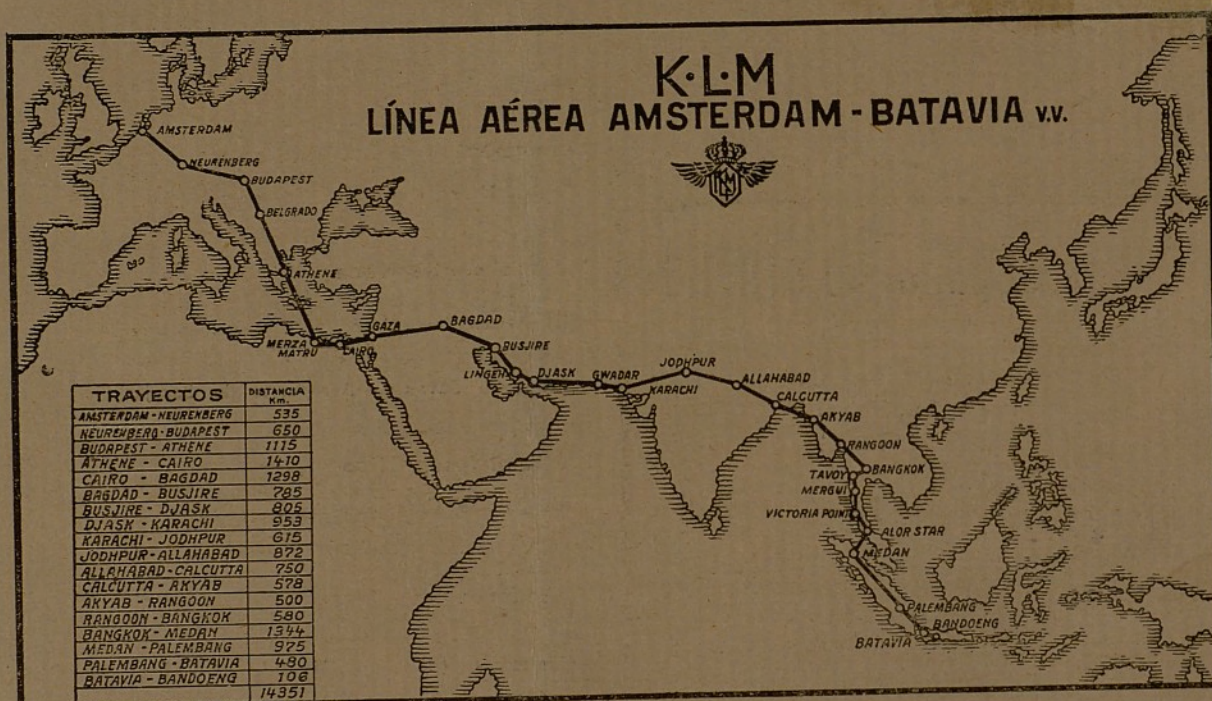 K·L·M
LÍNEA AÉREA AMSTERDAM - BATAVIA v.v.
KLM
AMSTERDAM
NEURENBERG
BUDAPEST
BELGRADO
ATHENE
MERZA
MATRU
CAIRO
GAZA
BAGDAD
BUSJIRE
LINGEH
DJASK
GWADAR
KARACHI
JODHPUR
ALLAHABAD
CALCUTTA
AKYAB
RANGOON
BANGKOK
TAVOY
MERGUI
VICTORIA POINT
ALOR STAR
MEDAN
PALEMBANG
BANDOENG
BATAVIA
TRAYECTOS DISTANCIA Km.
AMSTERDAM - NEURENBERG 535
NEURENBERG - BUDAPEST 650
BUDAPEST - ATHENE 1115
ATHENE - CAIRO 1410
CAIRO - BAGDAD 1298
BAGDAD - BUSJIRE 785
BUSJIRE - DJASK 805
DJASK - KARACHI 953
KARACHI - JODHPUR 615
JODHPUR - ALLAHABAD 872
ALLAHABAD - CALCUTTA 750
CALCUTTA - AKYAB 578
AKYAB - RANGOON 500
RANGOON - BANGKOK 580
BANGKOK - MEDAN 1344
MEDAN - PALEMBANG 975
PALEMBANG - BATAVIA 480
BATAVIA - BANDOENG 106
14351